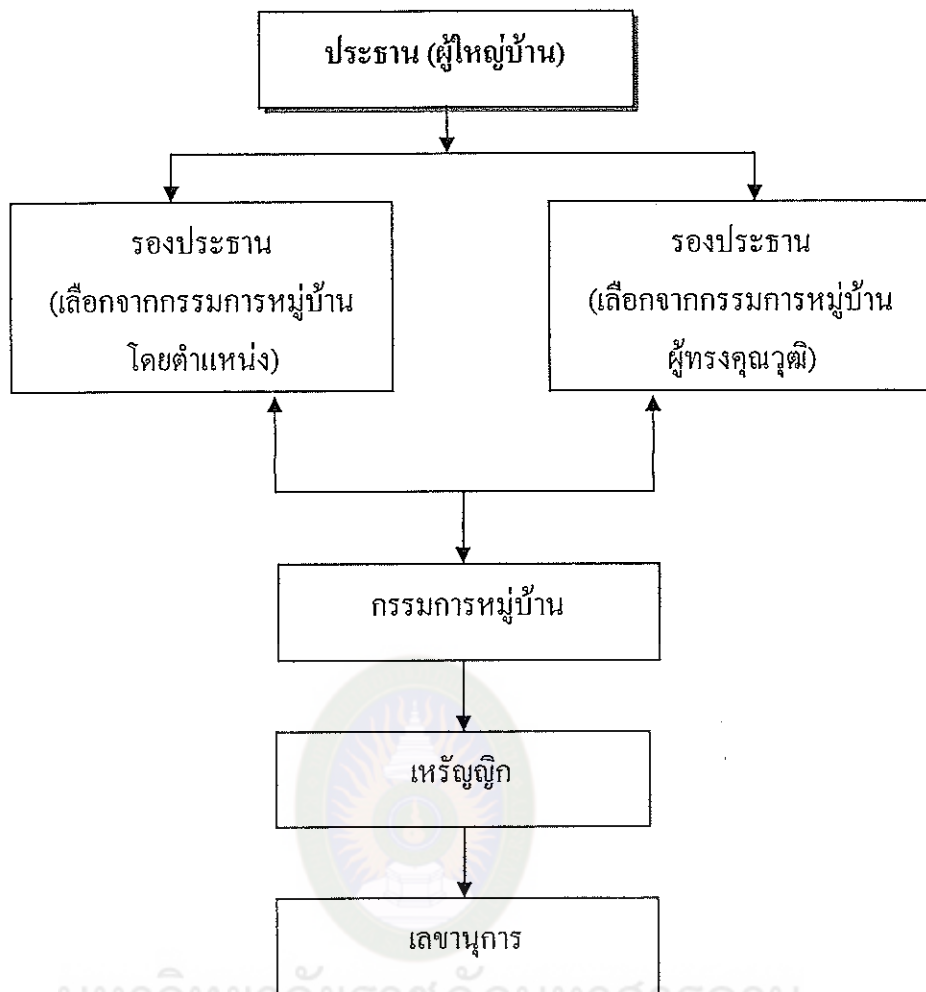 ประธาน (ผู้ใหญ่บ้าน)
รองประธาน
(เลือกจากกรรมการหมู่บ้าน
โดยตำแหน่ง)
รองประธาน
(เลือกจากกรรมการหมู่บ้าน
ผู้ทรงคุณวุฒิ)
กรรมการหมู่บ้าน
เหรัญญิก
เลขานุการ